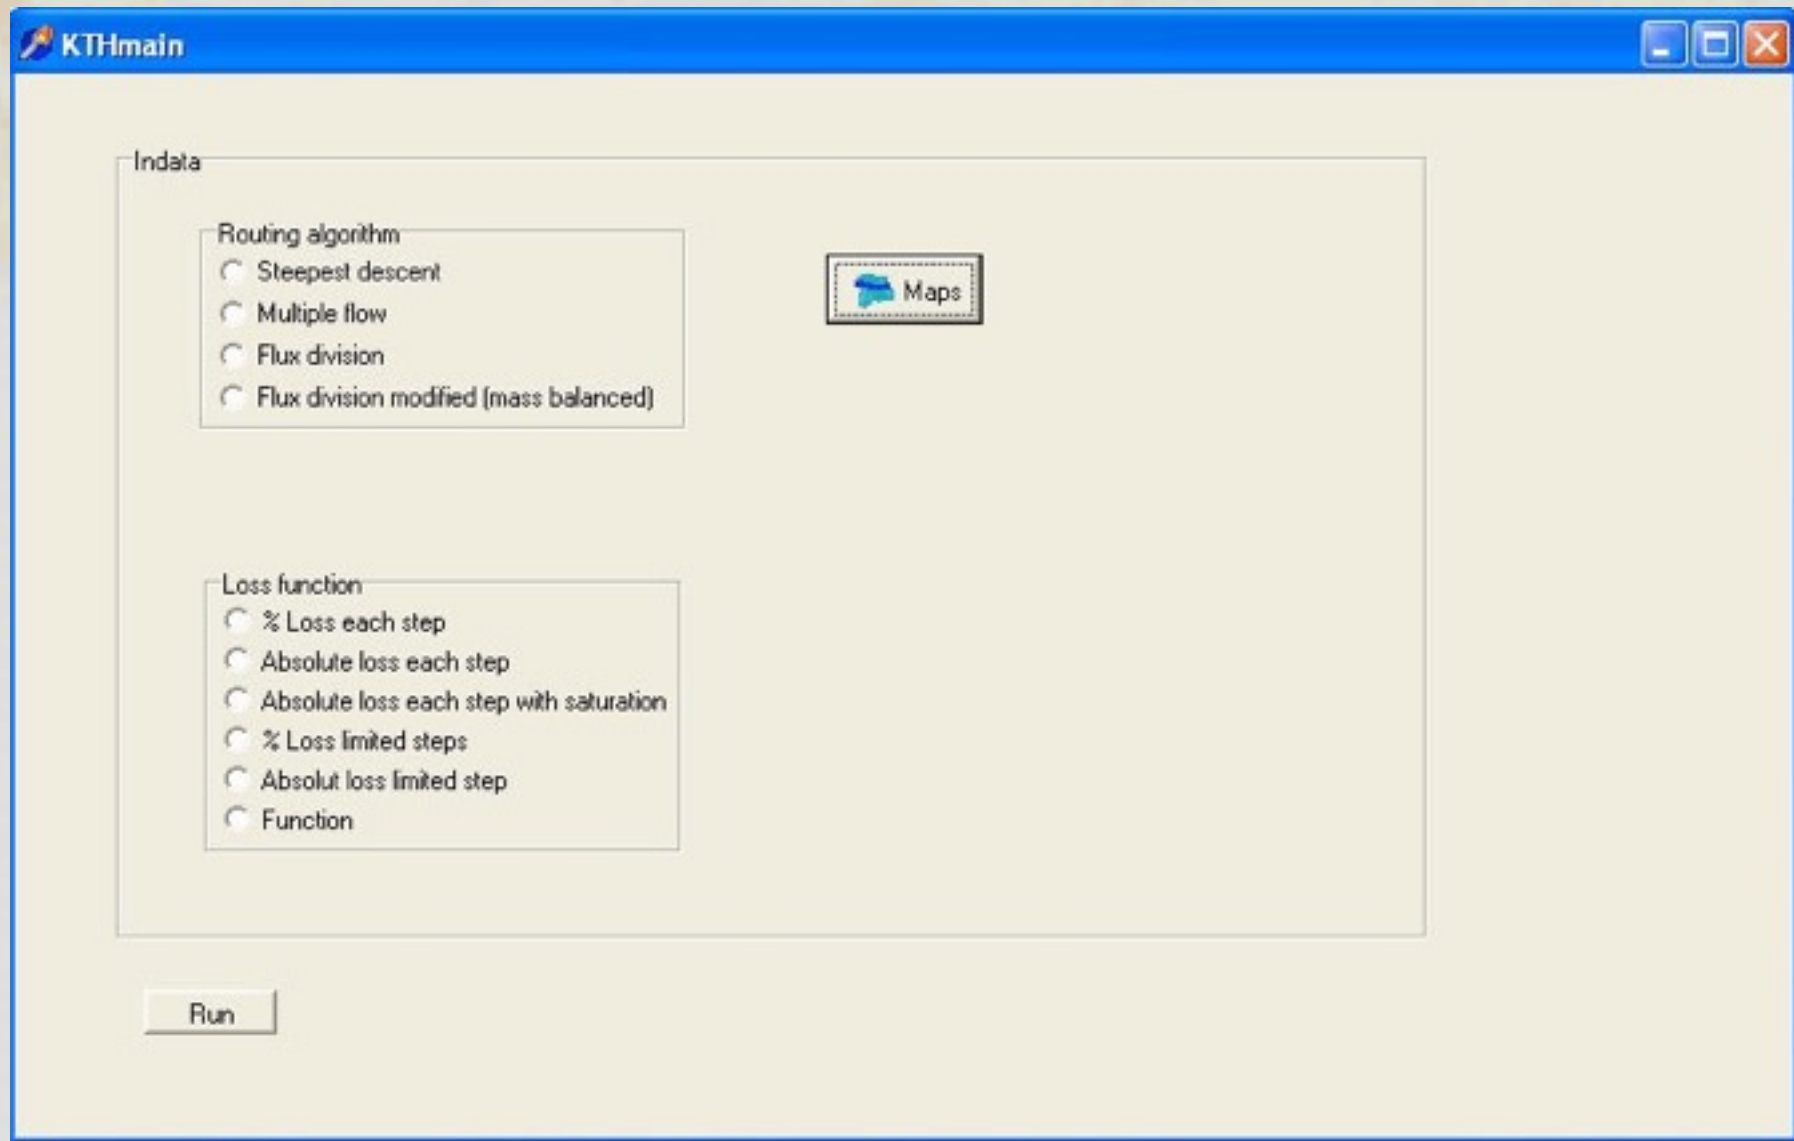 KTHmain
Indata
Routing algorithm
Steepest descent
Multiple flow
Flux division
Flux division modified (mass balanced)
Maps
Loss function
% Loss each step
Absolute loss each step
Absolute loss each step with saturation
% Loss limited steps
Absolut loss limited step
Function
Run